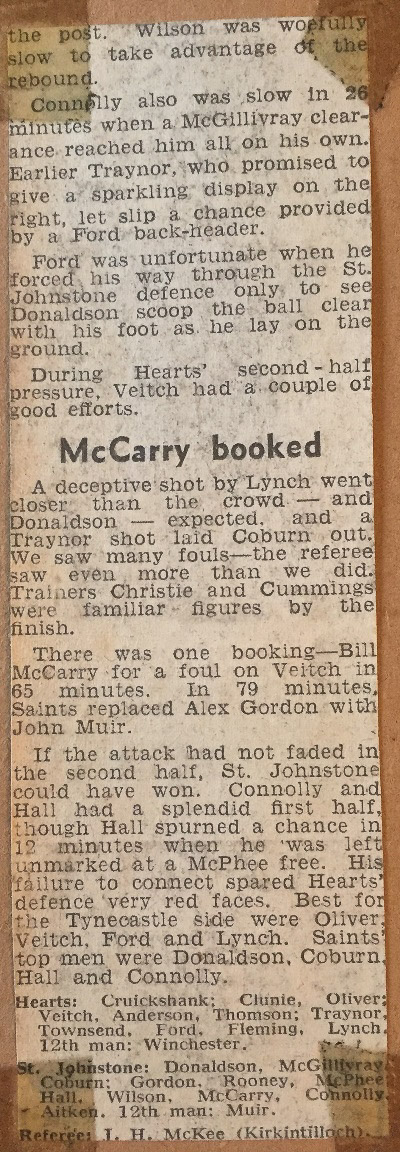 the post. Wilson was woefully
slow to take advantage of the
rebound.
Connolly also was slow in 26
minutes when a McGillivray clear-
ance reached him all on his own.
Earlier Traynor, who promised to
give a sparkling display on the
right, let slip a chance provided
by a Ford back-header.
Ford was unfortunate when he
forced his way through the St.
Johnstone defence only to see
Donaldson scoop the ball clear
with his foot as he lay on the
ground.
During Hearts' second-half
pressure, Veitch had a couple of
good efforts.
McCarry booked
A deceptive shot by Lynch went
closer than the crowd — and
Donaldson — expected, and a
Traynor shot laid Coburn out.
We saw many fouls—the referee
saw even more than we did.
Trainers Christie and Cummings
were familiar figures by the
finish.
There was one booking—Bill
McCarry for a foul on Veitch in
65 minutes. In 79 minutes,
Saints replaced Alex Gordon with
John Muir.
If the attack had not faded in
the second half, St. Johnstone
could have won. Connolly and
Hall had a splendid first half,
though Hall spurned a chance in
12 minutes when he was left
unmarked at a McPhee free. His
failure to connect spared Hearts'
defence very red faces. Best for
the Tynecastle side were Oliver,
Veitch, Ford and Lynch. Saints'
top men were Donaldson, Coburn,
Hall and Connolly.
Hearts: Cruickshank; Clunie, Oliver;
Veitch, Anderson, Thomson; Traynor,
Townsend, Ford, Fleming, Lynch.
12th man: Winchester.
St. Johnstone: Donaldson, McGillivray,
Coburn; Gordon, Rooney, McPhee
Hall, Wilson, McCarry, Connolly,
Aitken. 12th man: Muir.
Referee: J. H. McKee (Kirkintilloch).